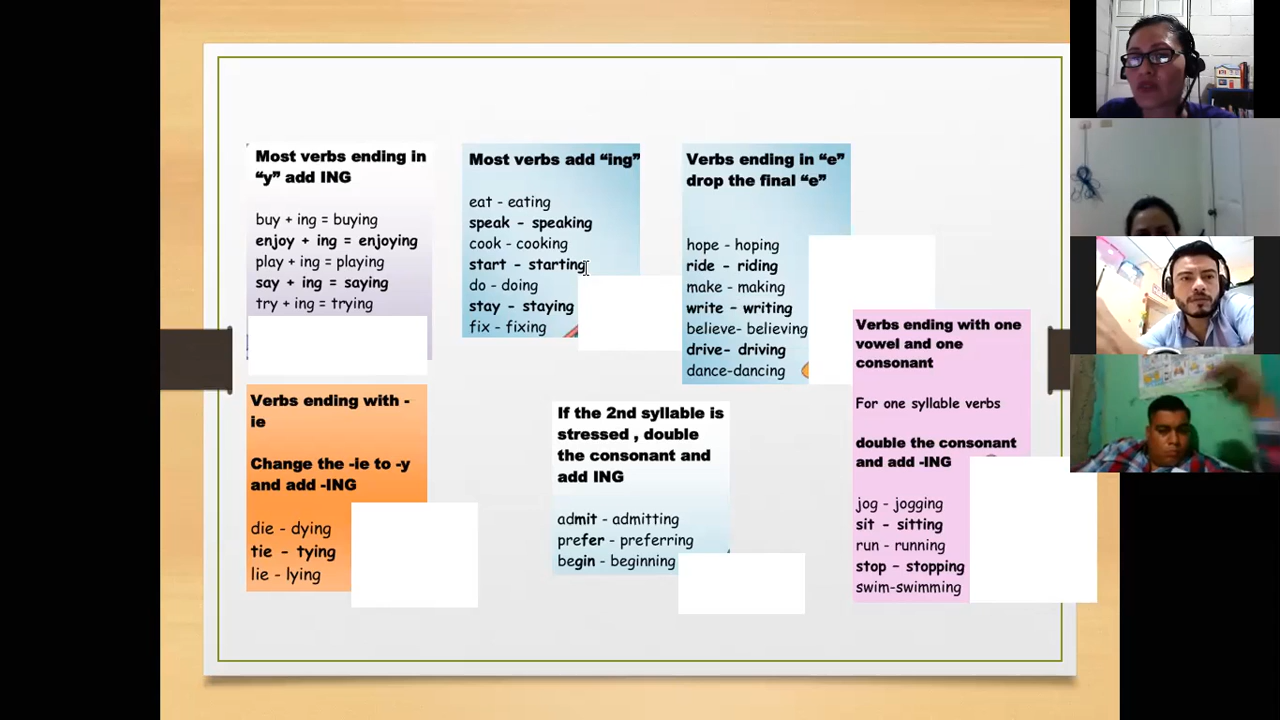 Most verbs ending in
“y” add ING
buy + ing = buying
enjoy + ing = enjoying
play + ing = playing
say + ing = saying
try + ing = trying
Most verbs add “ing”
eat - eating
speak - speaking
cook - cooking
start - starting
do - doing
stay - staying
fix - fixing
Verbs ending in “e”
drop the final “e”
hope - hoping
ride - riding
make - making
write - writing
believe- believing
drive- driving
dance-dancing
Verbs ending with -
ie
Change the -ie to -y
and add -ING
die - dying
tie - tying
lie - lying
If the 2nd syllable is
stressed , double
the consonant and
add ING
admit - admitting
prefer - preferring
begin - beginning
Verbs ending with one
vowel and one
consonant
For one syllable verbs
double the consonant
and add -ING
jog - jogging
sit - sitting
run - running
stop - stopping
swim-swimming